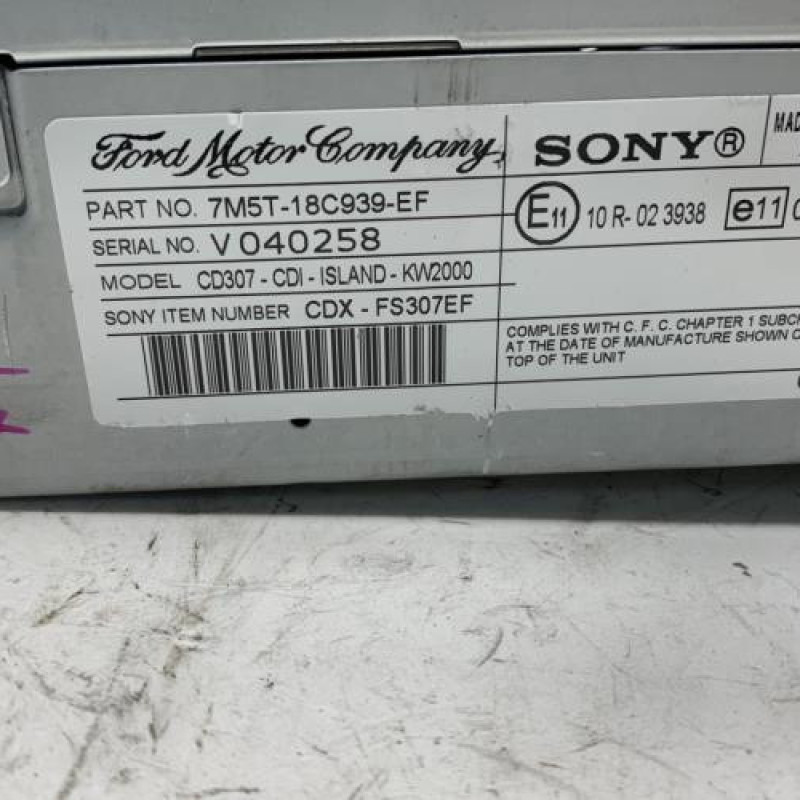 Ford Motor Company
SONY®
PART NO. 7M5T-18C939-EF
SERIAL NO. V040258
MODEL CD307-CDI-ISLAND-KW2000
SONY ITEM NUMBER CDX-FS307EF
E11 10 R-02 3938 e11
COMPLIES WITH C. F. C. CHAPTER 1
AT THE DATE OF MANUFACTURE SHOWN
TOP OF THE UNIT